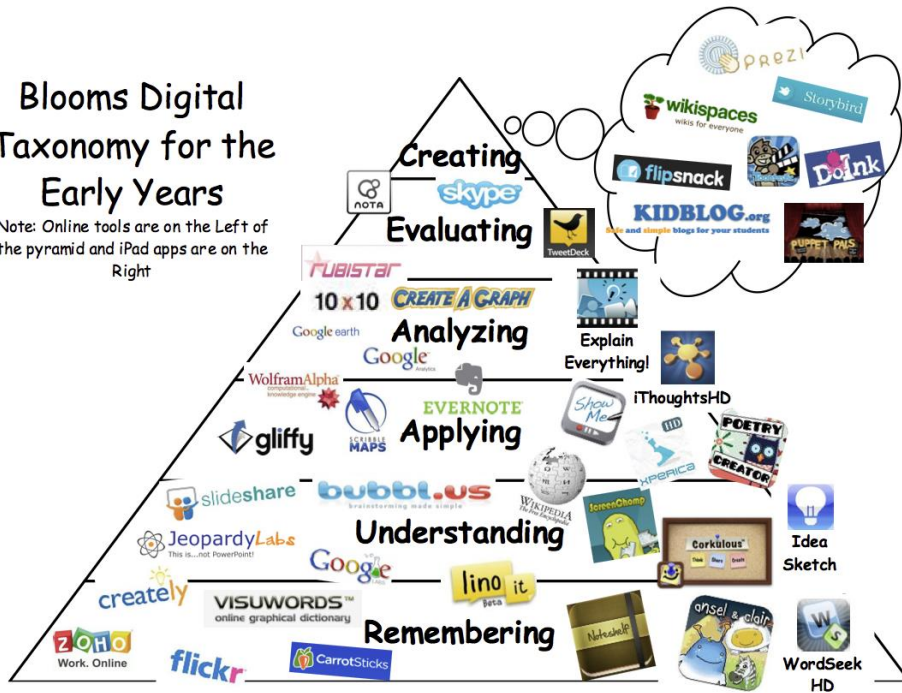 Blooms Digital
Taxonomy for the
Early Years
Note: Online tools are on the Left of
the pyramid and iPad apps are on the
Right
PREZI
Storybird
wikispaces
wikis for everyone
flipsnack
DoInk
KIDBLOG.org
Safe and simple blogs for your students
PUPPET PALS
Creating
NOTA
skype
Evaluating
TweetDeck
RUBISTAR
10 x 10
CREATE A GRAPH
Google earth
Analyzing
Google
Analytics
Explain
Everything!
WolframAlpha
computational
knowledge engine
iThoughtsHD
EVERNOTE
gliffy
SCRIBBLE
MAPS
Applying
Show
Me
HD
XPERICA
POETRY
CREATOR
slideshare
bubbl.us
brainstorming made simple
WIKIPEDIA
The Free Encyclopedia
ScreenChomp
JeopardyLabs
This is...not PowerPoint!
Understanding
Corkulous
Think
Share
Create
Idea
Sketch
Google
creately
VISUWORDS™
online graphical dictionary
lino it
Beta
Remembering
Noteshelf
ansel & clair
W
S
WordSeek
HD
ZOHO
Work. Online
flickr
CarrotSticks